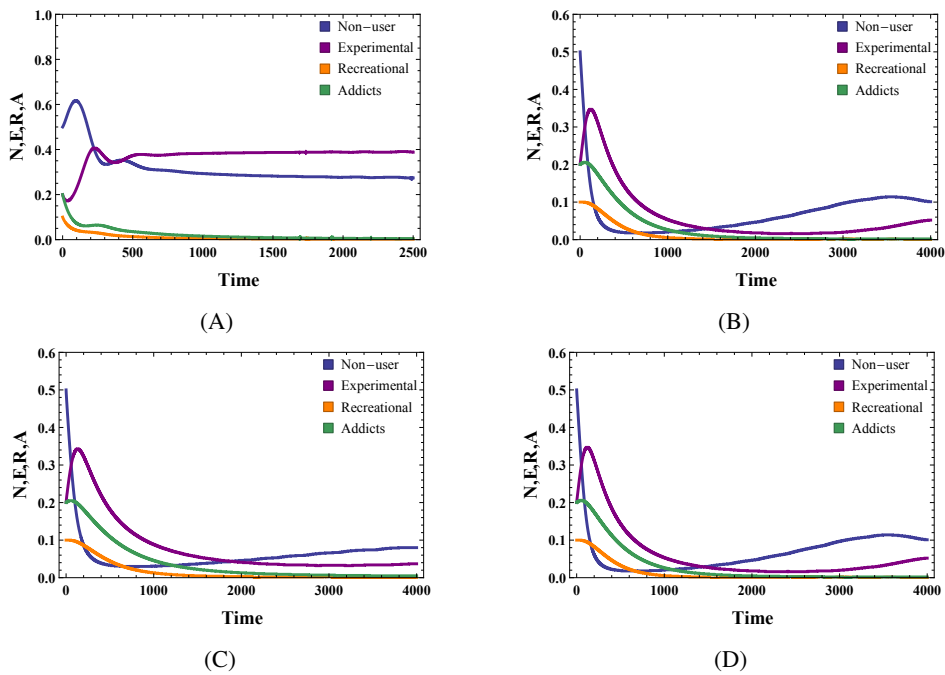 1.0
0.8
0.6
0.4
0.2
0.0
0 500 1000 1500 2000 2500
N,E,R,A
Time
Non-user
Experimental
Recreational
Addicts
(A)
0.6
0.5
0.4
0.3
0.2
0.1
0.0
0 1000 2000 3000 4000
N,E,R,A
Time
Non-user
Experimental
Recreational
Addicts
(B)
0.6
0.5
0.4
0.3
0.2
0.1
0.0
0 1000 2000 3000 4000
N,E,R,A
Time
Non-user
Experimental
Recreational
Addicts
(C)
0.6
0.5
0.4
0.3
0.2
0.1
0.0
0 1000 2000 3000 4000
N,E,R,A
Time
Non-user
Experimental
Recreational
Addicts
(D)